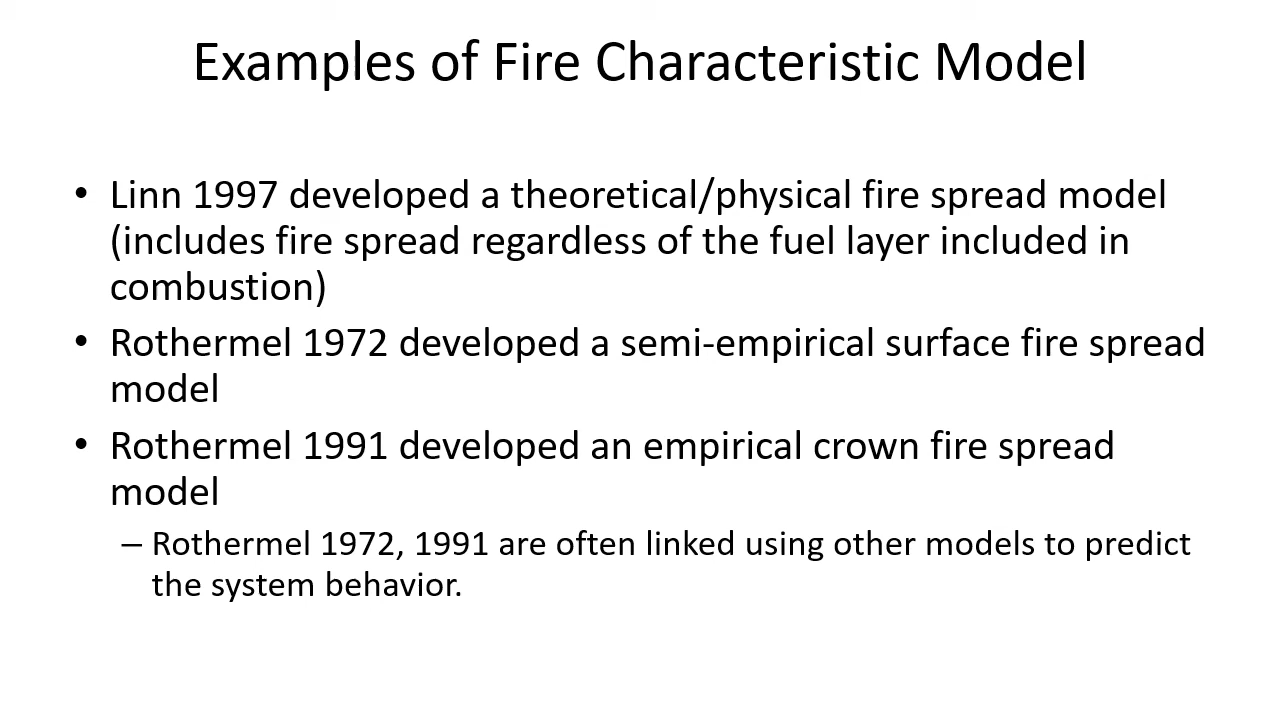 Examples of Fire Characteristic Model
• Linn 1997 developed a theoretical/physical fire spread model
(includes fire spread regardless of the fuel layer included in
combustion)
• Rothermel 1972 developed a semi-empirical surface fire spread
model
• Rothermel 1991 developed an empirical crown fire spread
model
– Rothermel 1972, 1991 are often linked using other models to predict
the system behavior.